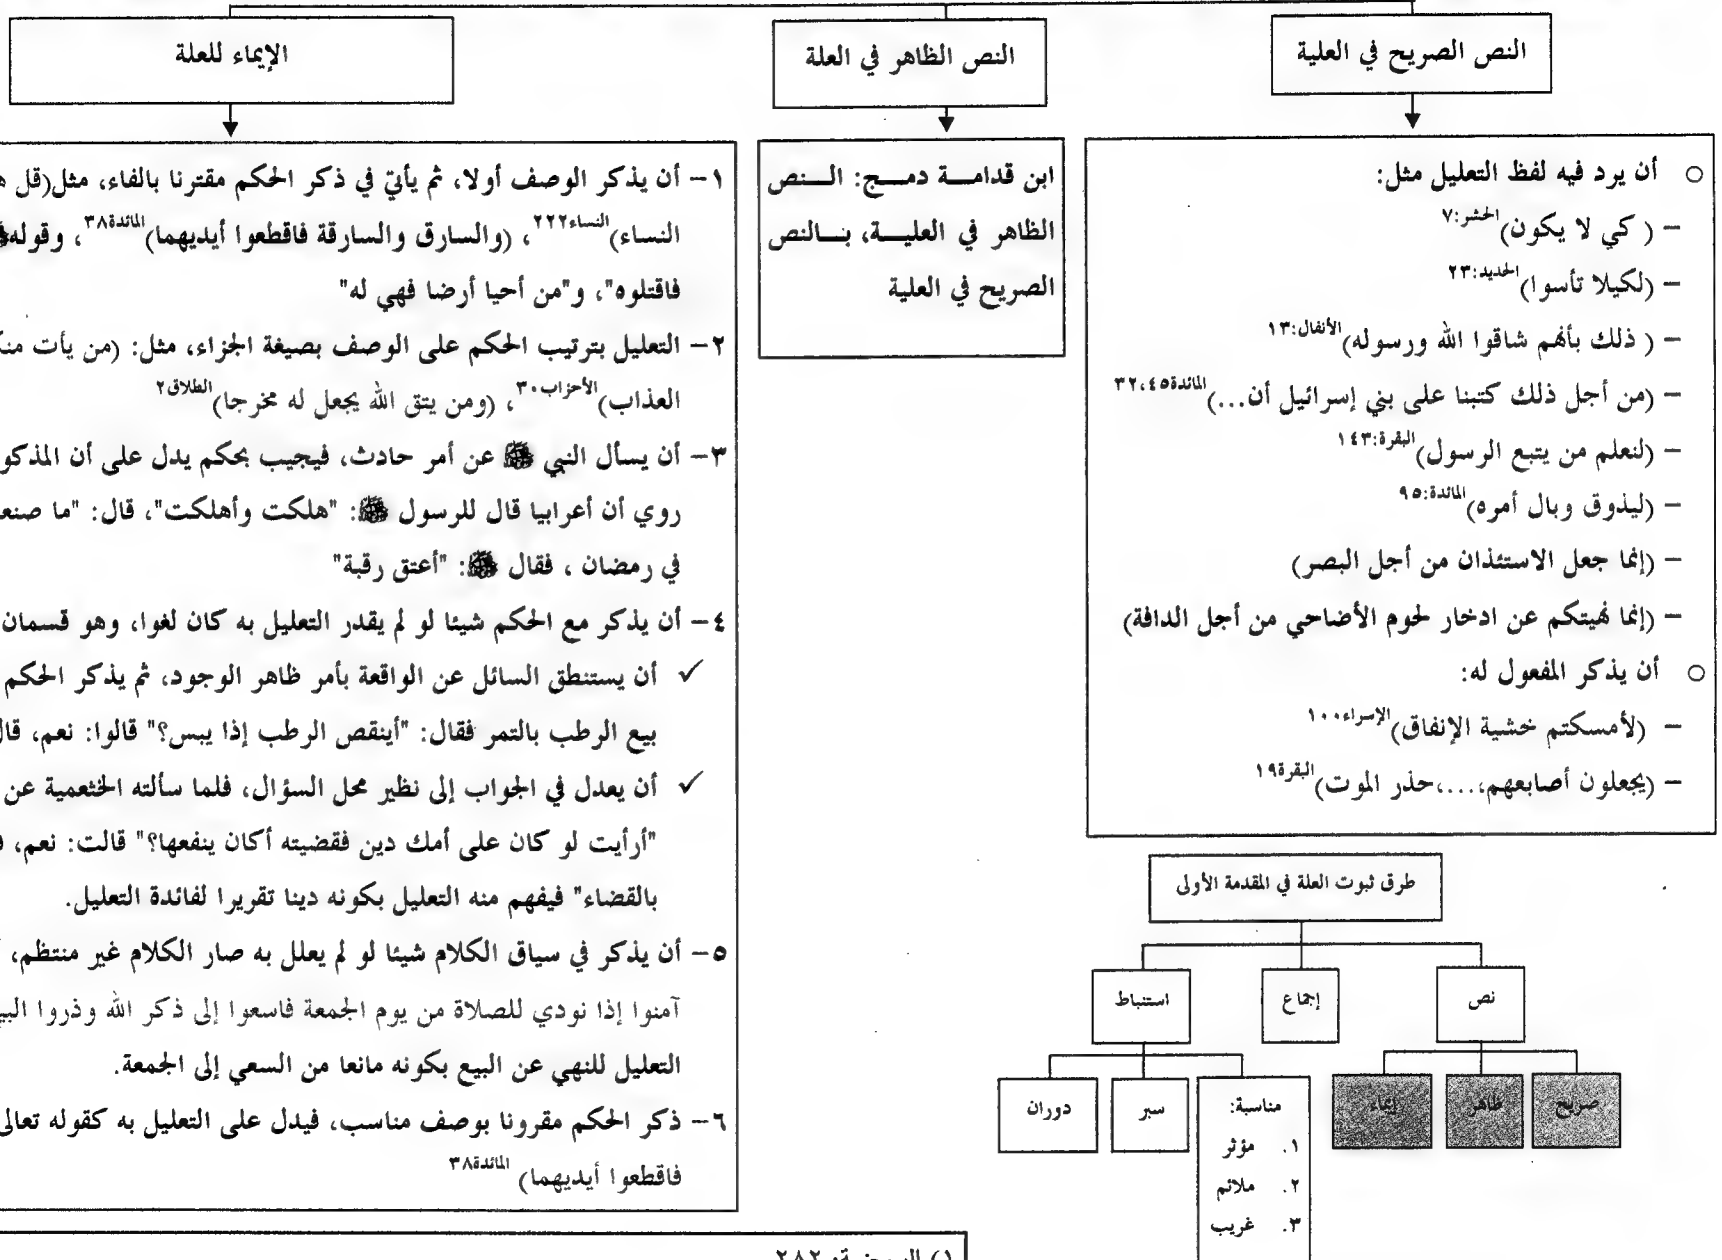 النص الصريح في العلية
النص الظاهر في العلة
الإيماء للعلة
○ أن يرد فيه لفظ التعليل مثل:
– ( كي لا يكون)الحشر:٧
– (لكيلا تأسوا)الحديد:٢٣
– ( ذلك بأنهم شاقوا الله ورسوله)الأنفال:١٣
– (من أجل ذلك كتبنا على بني إسرائيل أن...)المائدة٣٢،٤٥
– (لنعلم من يتبع الرسول)البقرة:١٤٣
– (ليذوق وبال أمره)المائدة:٩٥
– (إنما جعل الاستئذان من أجل البصر)
– (إنما نهيتكم عن ادخار لحوم الأضاحي من أجل الدافة)
○ أن يذكر المفعول له:
– (لأمسكتم خشية الإنفاق)الإسراء١٠٠
– (يجعلون أصابعهم،...،حذر الموت)البقرة١٩
ابن قدامــة دمــج: الــنص
الظاهر في العليــة، بــالنص
الصريح في العلية
١– أن يذكر الوصف أولا، ثم يأتي في ذكر الحكم مقترنا بالفاء، مثل(قل
النساء)النساء٢٢٢، (والسارق والسارقة فاقطعوا أيديهما)المائدة٣٨، وقوله
فاقتلوه"، و"من أحيا أرضا فهي له"
٢– التعليل بترتيب الحكم على الوصف بصيغة الجزاء، مثل: (من يأت
العذاب)الأحزاب٣٠، (ومن يتق الله يجعل له مخرجا)الطلاق٢
٣– أن يسأل النبي ﷺ عن أمر حادث، فيجيب بحكم يدل على أن المذكو
روي أن أعرابيا قال للرسول ﷺ: "هلكت وأهلكت"، قال: "ما صنع
في رمضان ، فقال ﷺ: "أعتق رقبة"
٤– أن يذكر مع الحكم شيئا لو لم يقدر التعليل به كان لغوا، وهو قسمان
✓ أن يستنطق السائل عن الواقعة بأمر ظاهر الوجود، ثم يذكر الحكم
بيع الرطب بالتمر فقال: "أينقص الرطب إذا يبس؟" قالوا: نعم، قال
✓ أن يعدل في الجواب إلى نظير محل السؤال، فلما سألته الخثعمية عن
"أرأيت لو كان على أمك دين فقضيته أكان ينفعها؟" قالت: نعم،
بالقضاء" فيفهم منه التعليل بكونه دينا تقريرا لفائدة التعليل.
٥– أن يذكر في سياق الكلام شيئا لو لم يعلل به صار الكلام غير منتظم،
آمنوا إذا نودي للصلاة من يوم الجمعة فاسعوا إلى ذكر الله وذروا البي
التعليل للنهي عن البيع بكونه مانعا من السعي إلى الجمعة.
٦– ذكر الحكم مقرونا بوصف مناسب، فيدل على التعليل به كقوله تعالى
فاقطعوا أيديهما)المائدة٣٨
طرق ثبوت العلة في المقدمة الأولى
نص
إجماع
استنباط
صريح
ظاهر
إيماء
مناسبة:
١. مؤثر
٢. ملائم
٣. غريب
سبر
دوران